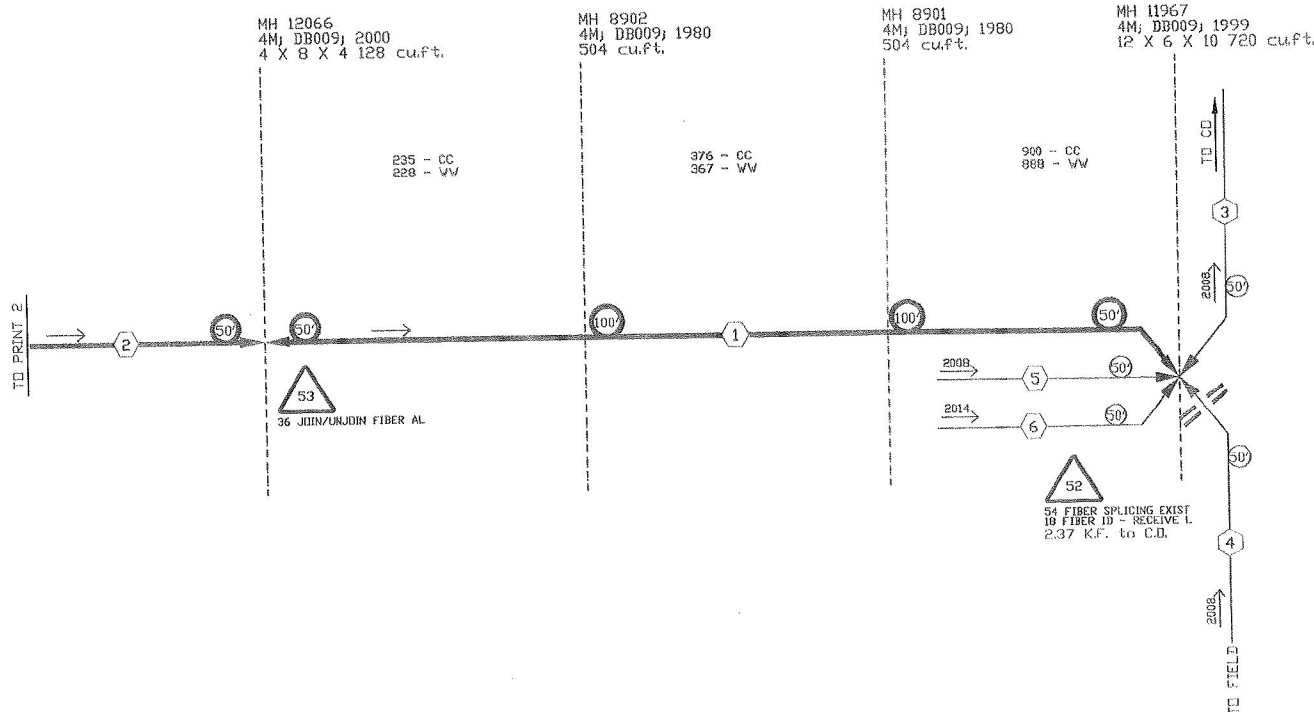 MH 12066
4M; DB009; 2000
4 X 8 X 4 128 cu.ft.
MH 8902
4M; DB009; 1980
504 cu.ft.
MH 8901
4M; DB009; 1980
504 cu.ft.
MH 11967
4M; DB009; 1999
12 X 6 X 10 720 cu.ft.
235 - CC
228 - WW
376 - CC
367 - WW
900 - CC
888 - WW
TO CO
3
2008
50'
TO PRINT 2
2
50'
50'
100'
1
100'
50'
2008
5
50'
2014
6
50'
53
36 JOIN/UNJOIN FIBER AL
52
54 FIBER SPLICING EXIST
18 FIBER ID - RECEIVE L
2.37 K.F. to C.O.
50'
4
2008
TO FIELD